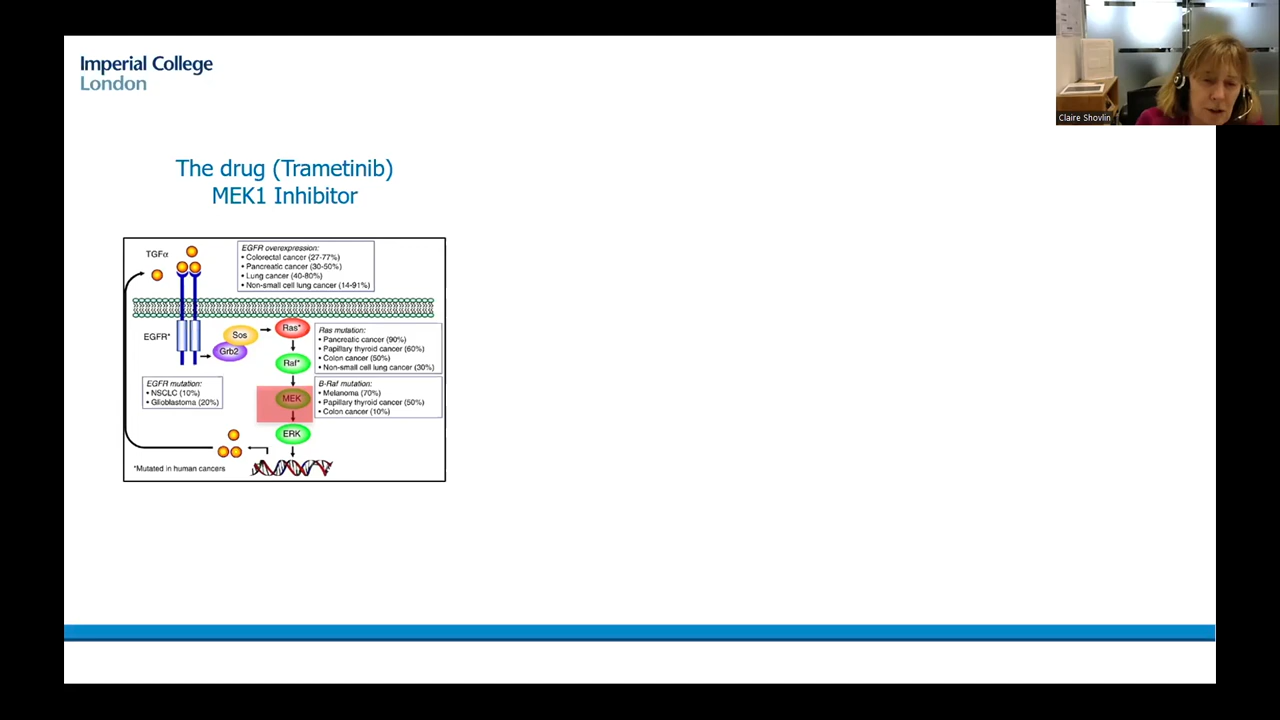 Imperial College
London
Claire Shovlin
The drug (Trametinib)
MEK1 Inhibitor
TGFα
EGFR overexpression:
• Colorectal cancer (27-77%)
• Pancreatic cancer (30-50%)
• Lung cancer (40-80%)
• Non-small cell lung cancer (14-91%)
EGFR*
Sos
Grb2
Ras*
Raf*
MEK
ERK
Ras mutation:
• Pancreatic cancer (90%)
• Papillary thyroid cancer (60%)
• Colon cancer (50%)
• Non-small cell lung cancer (30%)
EGFR mutation:
• NSCLC (10%)
• Glioblastoma (20%)
B-Raf mutation:
• Melanoma (70%)
• Papillary thyroid cancer (50%)
• Colon cancer (10%)
*Mutated in human cancers